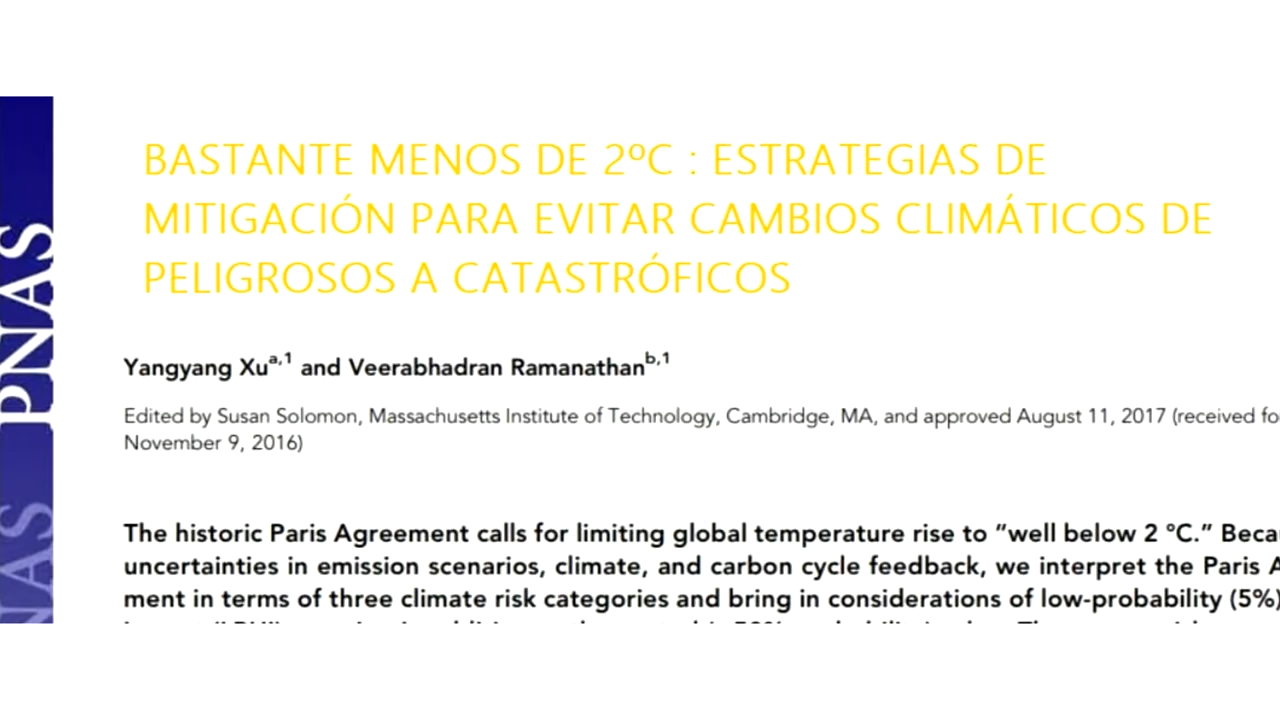 PNAS
BASTANTE MENOS DE 2ºC : ESTRATEGIAS DE
MITIGACIÓN PARA EVITAR CAMBIOS CLIMÁTICOS DE
PELIGROSOS A CATASTRÓFICOS
Yangyang Xua,1 and Veerabhadran Ramanathanb,1
Edited by Susan Solomon, Massachusetts Institute of Technology, Cambridge, MA, and approved August 11, 2017 (received
November 9, 2016)
The historic Paris Agreement calls for limiting global temperature rise to “well below 2 °C.”
uncertainties in emission scenarios, climate, and carbon cycle feedback, we interpret the Paris
ment in terms of three climate risk categories and bring in considerations of low-probability (5%)